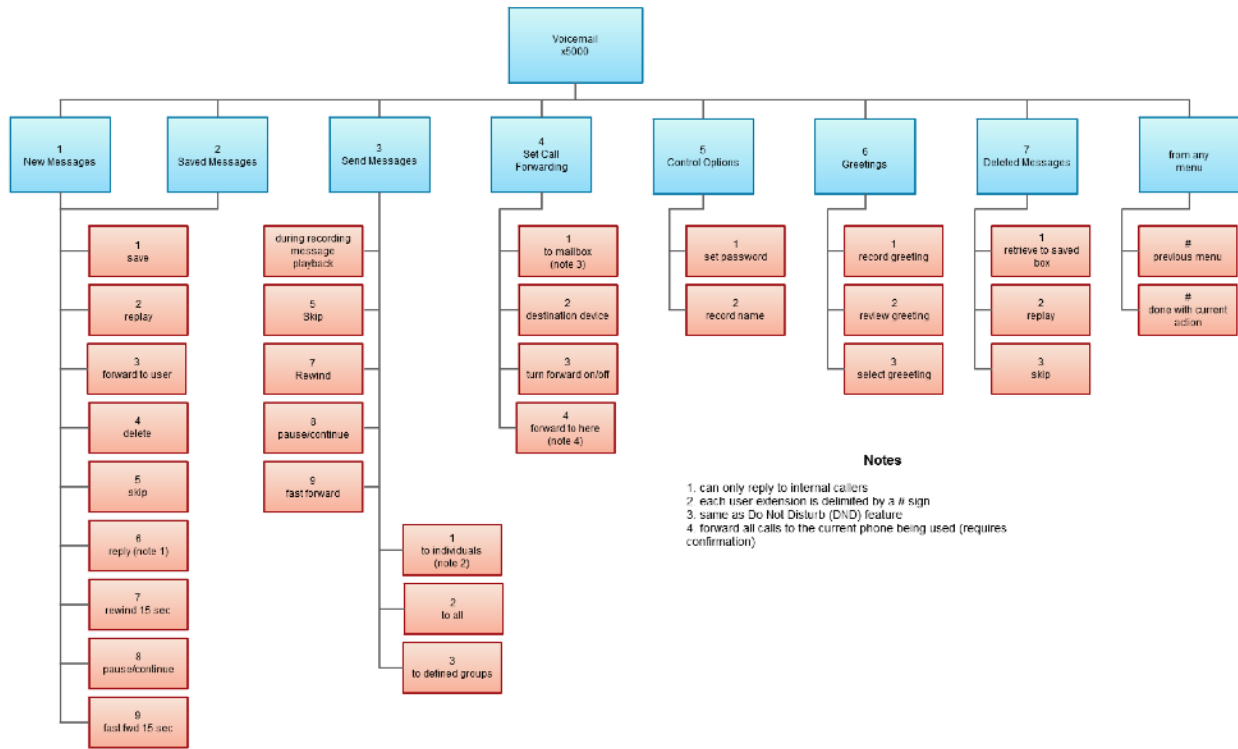 Voicemail
x5000
1
New Messages
2
Saved Messages
3
Send Messages
4
Set Call
Forwarding
5
Control Options
6
Greetings
7
Deleted Messages
from any
menu
1
save
2
replay
3
forward to user
4
delete
5
skip
6
reply (note 1)
7
rewind 15 sec
8
pause/continue
9
fast fwd 15 sec
during recording
message
playback
5
Skip
7
Rewind
8
pause/continue
9
fast forward
1
to individuals
(note 2)
2
to all
3
to defined groups
1
to mailbox
(note 3)
2
destination device
3
turn forward on/off
4
forward to here
(note 4)
1
set password
2
record name
1
record greeting
2
review greeting
3
select greeeting
1
retrieve to saved
box
2
replay
3
skip
#
previous menu
#
done with current
action
Notes
1. can only reply to internal callers
2. each user extension is delimited by a # sign
3. same as Do Not Disturb (DND) feature
4. forward all calls to the current phone being used (requires
confirmation)